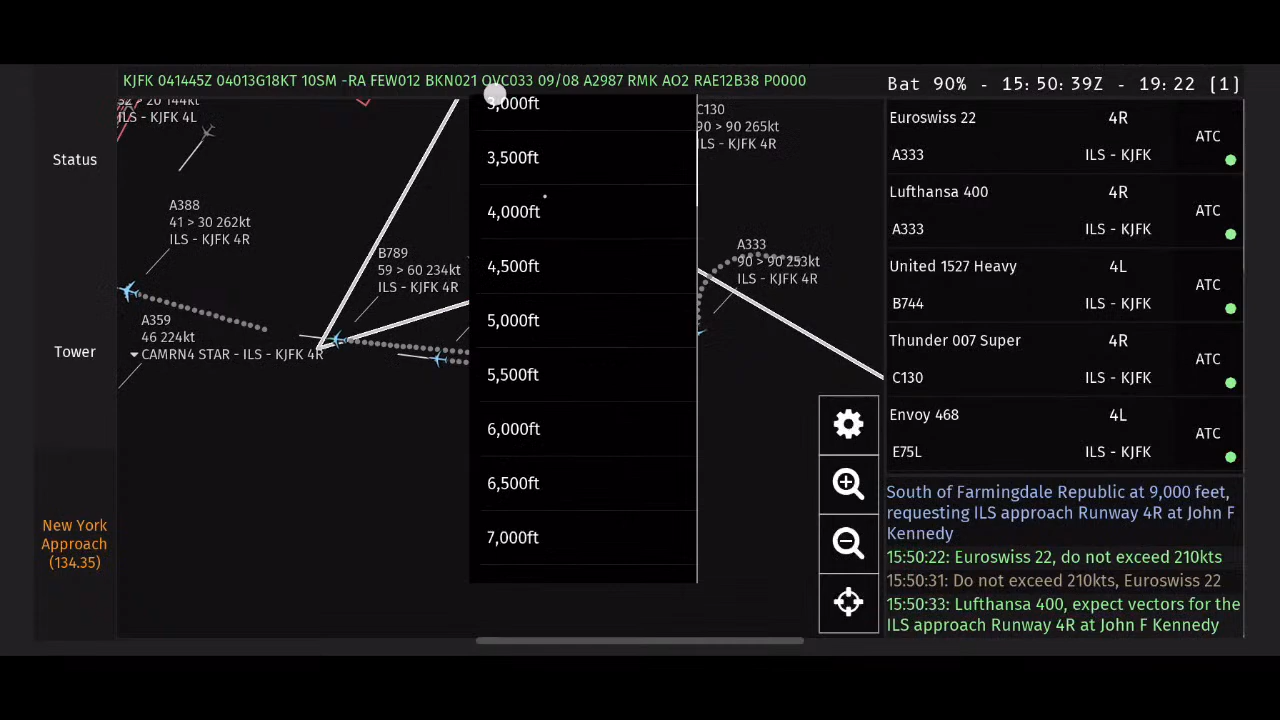 KJFK 041445Z 04013G18KT 10SM -RA FEW012 BKN021 OVC033 09/08 A2987 RMK AO2 RAE12B38 P0000
Bat 90% - 15:50:39Z - 19:22 [1]
Status
Tower
New York
Approach
(134.35)
20 144kt
ILS - KJFK 4L
A388
41 > 30 262kt
ILS - KJFK 4R
A359
46 224kt
CAMRN4 STAR - ILS - KJFK 4R
B789
59 > 60 234kt
ILS - KJFK 4R
3,000ft
3,500ft
4,000ft
4,500ft
5,000ft
5,500ft
6,000ft
6,500ft
7,000ft
C130
90 > 90 265kt
ILS - KJFK 4R
A333
90 > 90 253kt
ILS - KJFK 4R
Euroswiss 22 4R
A333 ILS - KJFK
ATC
Lufthansa 400 4R
A333 ILS - KJFK
ATC
United 1527 Heavy 4L
B744 ILS - KJFK
ATC
Thunder 007 Super 4R
C130 ILS - KJFK
ATC
Envoy 468 4L
E75L ILS - KJFK
ATC
South of Farmingdale Republic at 9,000 feet,
requesting ILS approach Runway 4R at John F
Kennedy
15:50:22: Euroswiss 22, do not exceed 210kts
15:50:31: Do not exceed 210kts, Euroswiss 22
15:50:33: Lufthansa 400, expect vectors for the
ILS approach Runway 4R at John F Kennedy